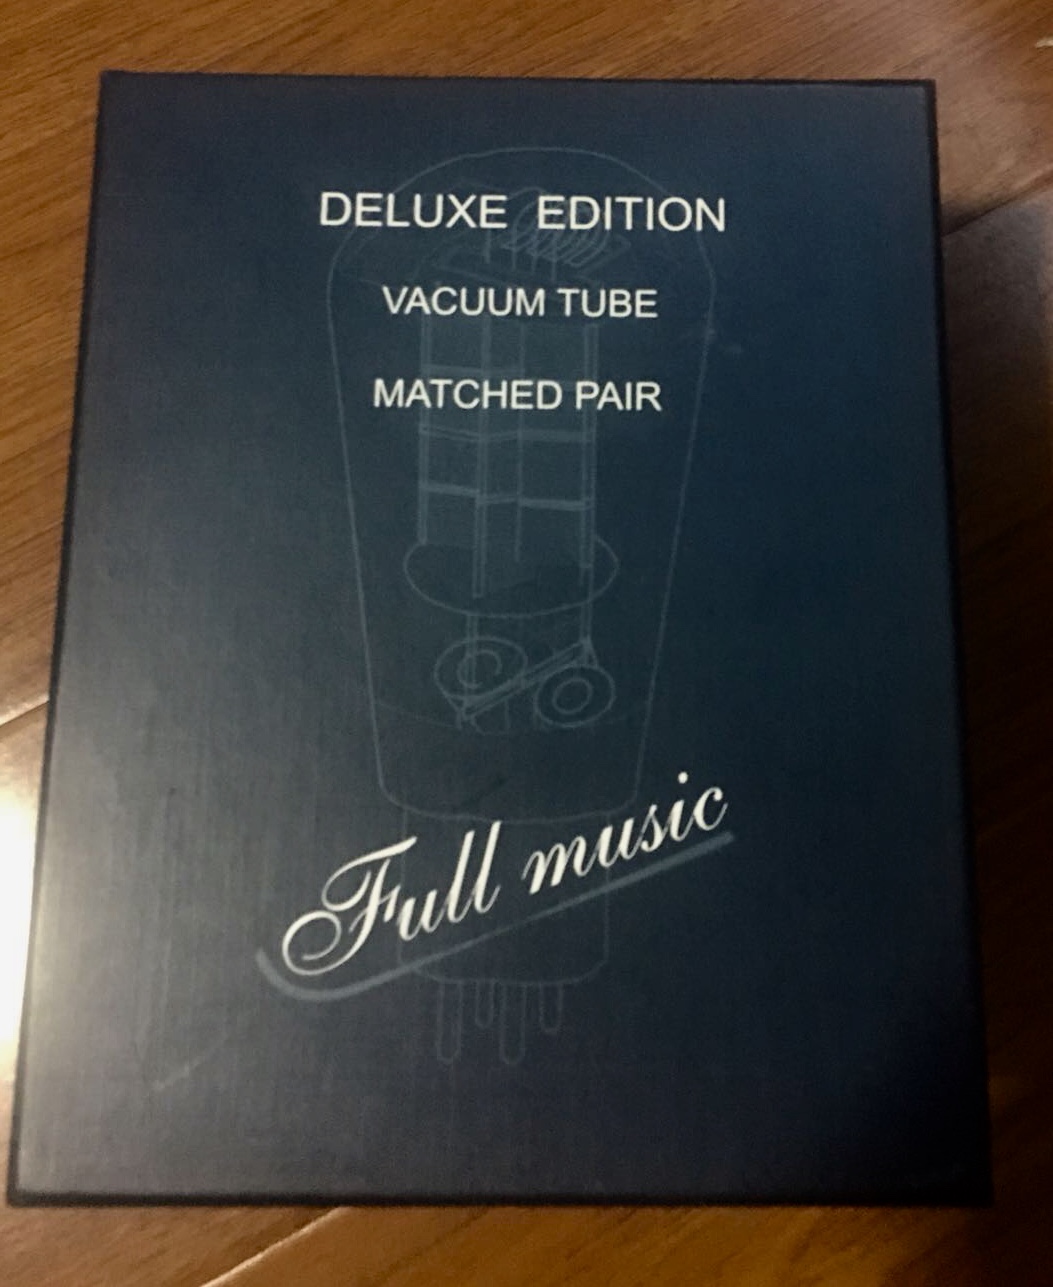 DELUXE EDITION
VACUUM TUBE
MATCHED PAIR
Full music